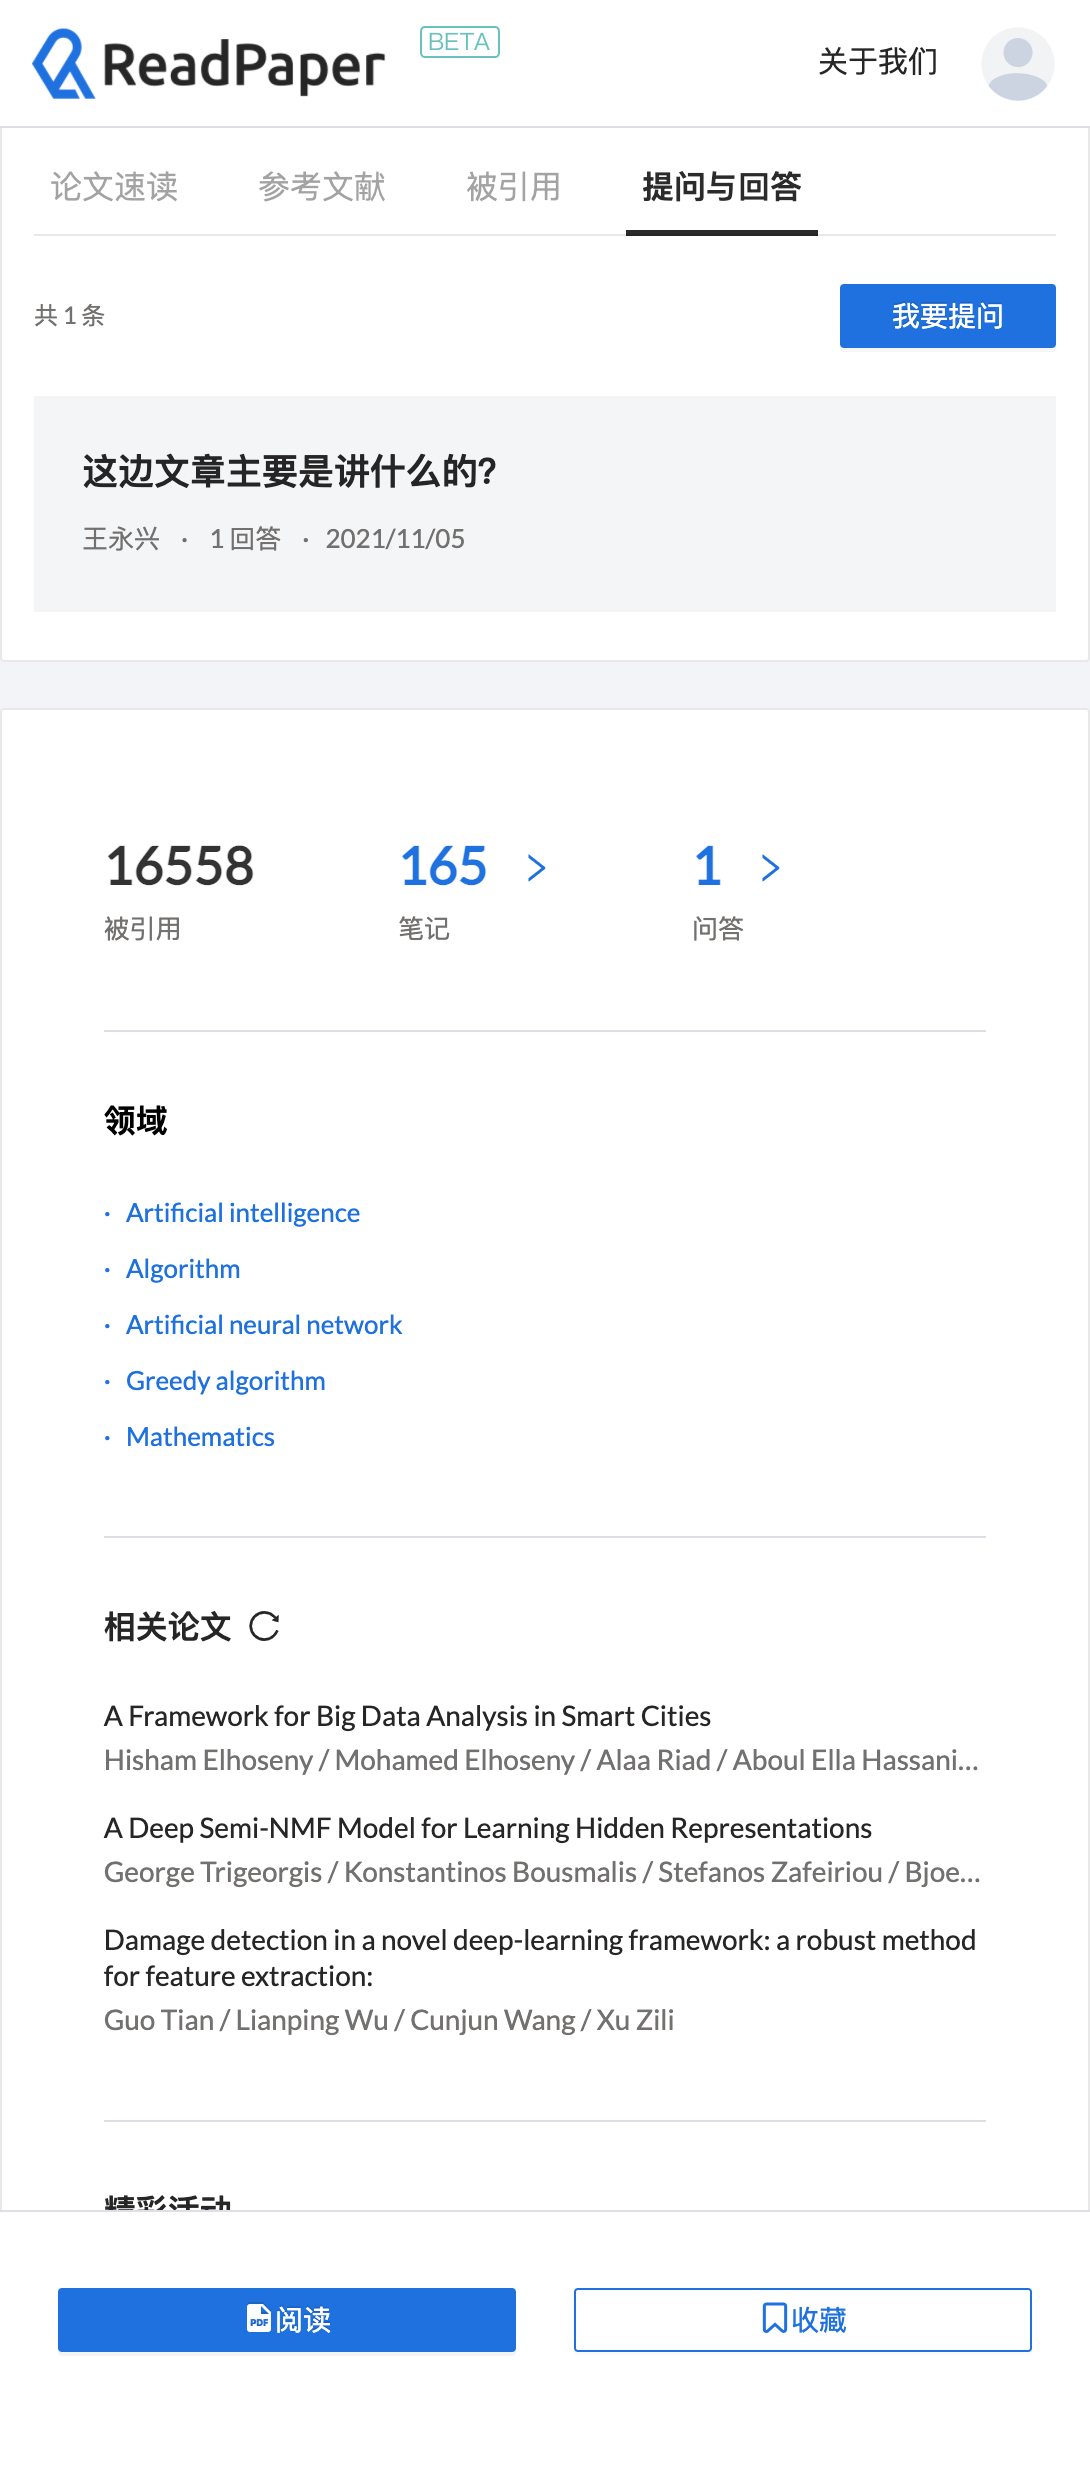 ReadPaper BETA 关于我们
论文速读 参考文献 被引用 提问与回答
共 1 条 我要提问
这边文章主要是讲什么的?
王永兴 · 1 回答 · 2021/11/05
16558 165 > 1 >
被引用 笔记 问答
领域
· Artificial intelligence
· Algorithm
· Artificial neural network
· Greedy algorithm
· Mathematics
相关论文
A Framework for Big Data Analysis in Smart Cities
Hisham Elhoseny / Mohamed Elhoseny / Alaa Riad / Aboul Ella Hassani...
A Deep Semi-NMF Model for Learning Hidden Representations
George Trigeorgis / Konstantinos Bousmalis / Stefanos Zafeiriou / Bjoe...
Damage detection in a novel deep-learning framework: a robust method
for feature extraction:
Guo Tian / Lianping Wu / Cunjun Wang / Xu Zili
精彩活动
PDF 阅读 收藏